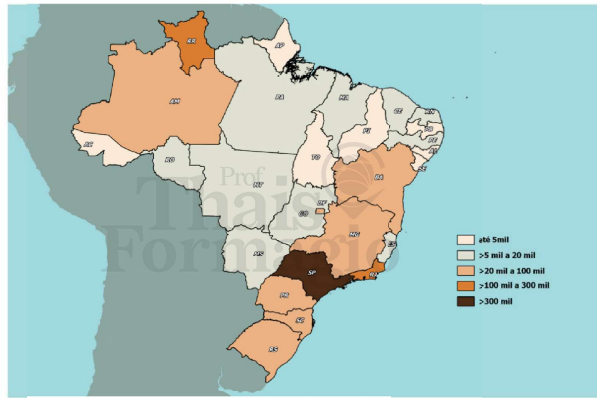 RR
AP
AM
PA
MA
CE
RN
PB
PE
AL
SE
PI
AC
RO
TO
BA
MT
DF
GO
MG
ES
MS
SP
RJ
PR
SC
RS
Prof.
Thais
Formagio
até 5mil
>5 mil a 20 mil
>20 mil a 100 mil
>100 mil a 300 mil
>300 mil